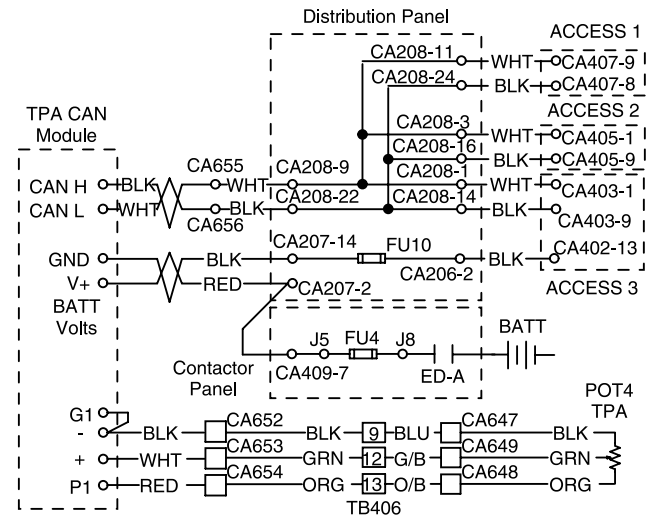 Distribution Panel
ACCESS 1
CA208-11 WHT CA407-9
CA208-24 BLK CA407-8
TPA CAN
Module
ACCESS 2
CA208-3 WHT CA405-1
CA208-16 BLK CA405-9
CAN H BLK CA655 WHT CA208-9 CA208-1 WHT CA403-1
CAN L WHT CA656 BLK CA208-22 CA208-14 BLK CA403-9
GND BLK CA207-14 FU10 CA206-2 BLK CA402-13
V+ RED CA207-2
ACCESS 3
BATT
Volts
Contactor
Panel
CA409-7 J5 FU4 J8 ED-A BATT
POT4
TPA
G1
- BLK CA652 BLK 9 BLU CA647 BLK
+ WHT CA653 GRN 12 G/B CA649 GRN
P1 RED CA654 ORG 13 O/B CA648 ORG
TB406